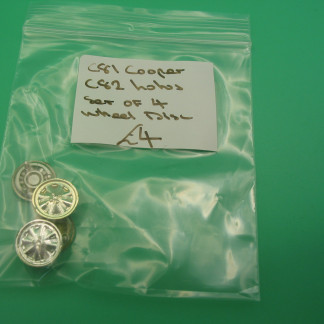 C81 Cooper
C82 Lotus
Set of 4
Wheel Disc
£4